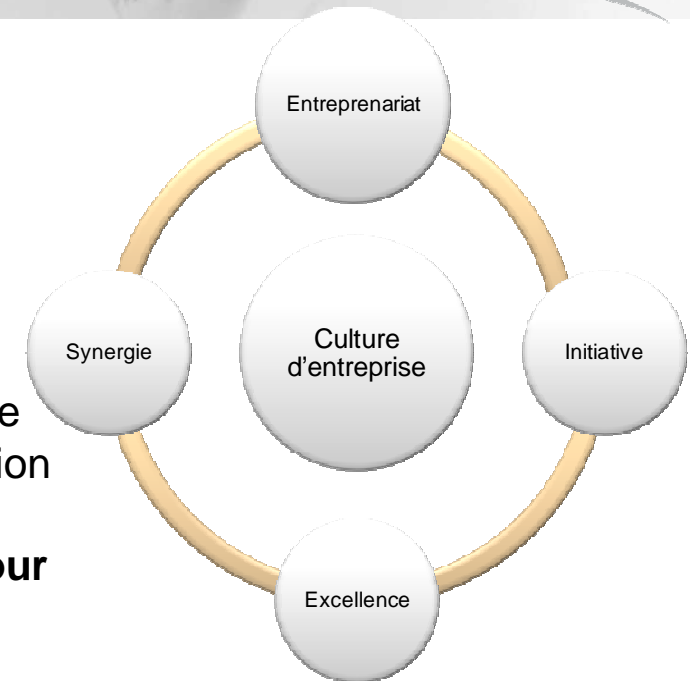 Entreprenariat
Synergie
Culture
d'entreprise
Initiative
Excellence